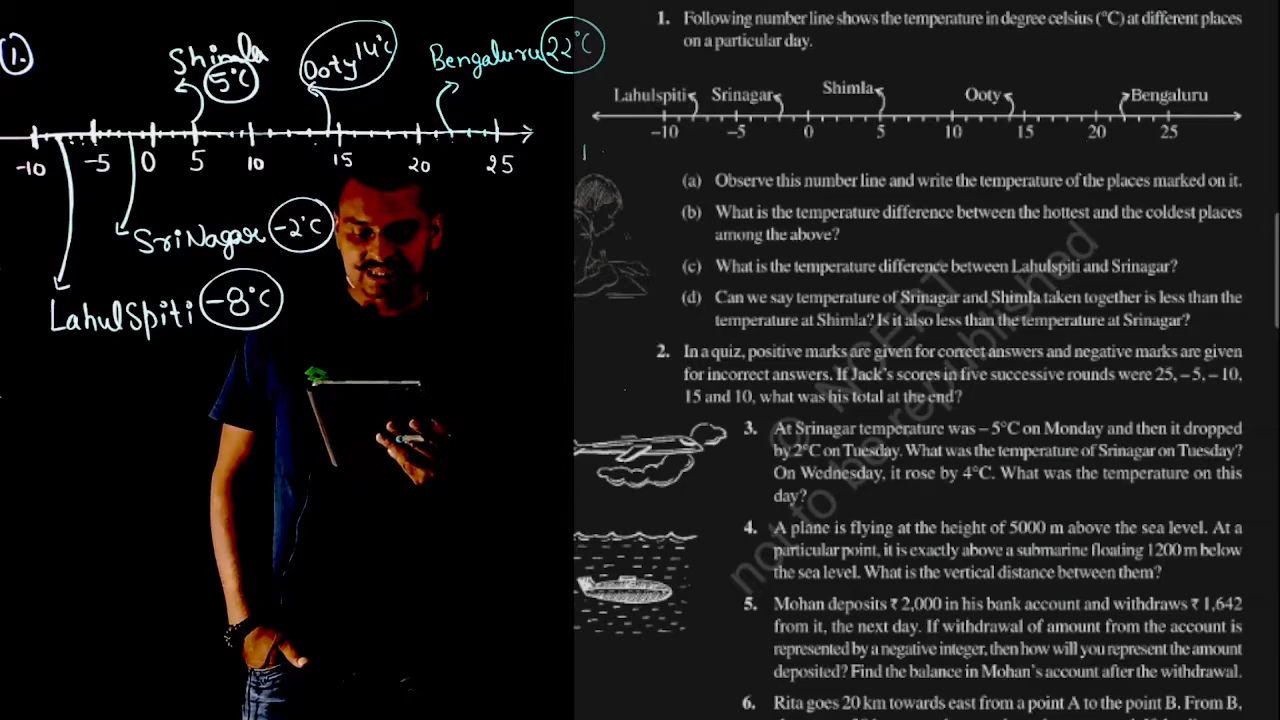 1.
Shimla
5°C
Ooty 14°C
Bengaluru 22°C
-10 -5 0 5 10 15 20 25
SriNagar -2°C
Lahul Spiti -8°C
1. Following number line shows the temperature in degree celsius (°C) at different places
on a particular day.
Lahulspiti Srinagar Shimla Ooty Bengaluru
–10 –5 0 5 10 15 20 25
(a) Observe this number line and write the temperature of the places marked on it.
(b) What is the temperature difference between the hottest and the coldest places
among the above?
(c) What is the temperature difference between Lahulspiti and Srinagar?
(d) Can we say temperature of Srinagar and Shimla taken together is less than the
temperature at Shimla? Is it also less than the temperature at Srinagar?
2. In a quiz, positive marks are given for correct answers and negative marks are given
for incorrect answers. If Jack's scores in five successive rounds were 25, – 5, – 10,
15 and 10, what was his total at the end?
3. At Srinagar temperature was – 5°C on Monday and then it dropped
by 2°C on Tuesday. What was the temperature of Srinagar on Tuesday?
On Wednesday, it rose by 4°C. What was the temperature on this
day?
4. A plane is flying at the height of 5000 m above the sea level. At a
particular point, it is exactly above a submarine floating 1200 m below
the sea level. What is the vertical distance between them?
5. Mohan deposits ₹ 2,000 in his bank account and withdraws ₹ 1,642
from it, the next day. If withdrawal of amount from the account is
represented by a negative integer, then how will you represent the amount
deposited? Find the balance in Mohan's account after the withdrawal.
6. Rita goes 20 km towards east from a point A to the point B. From B,
© NCERT
not to be republished